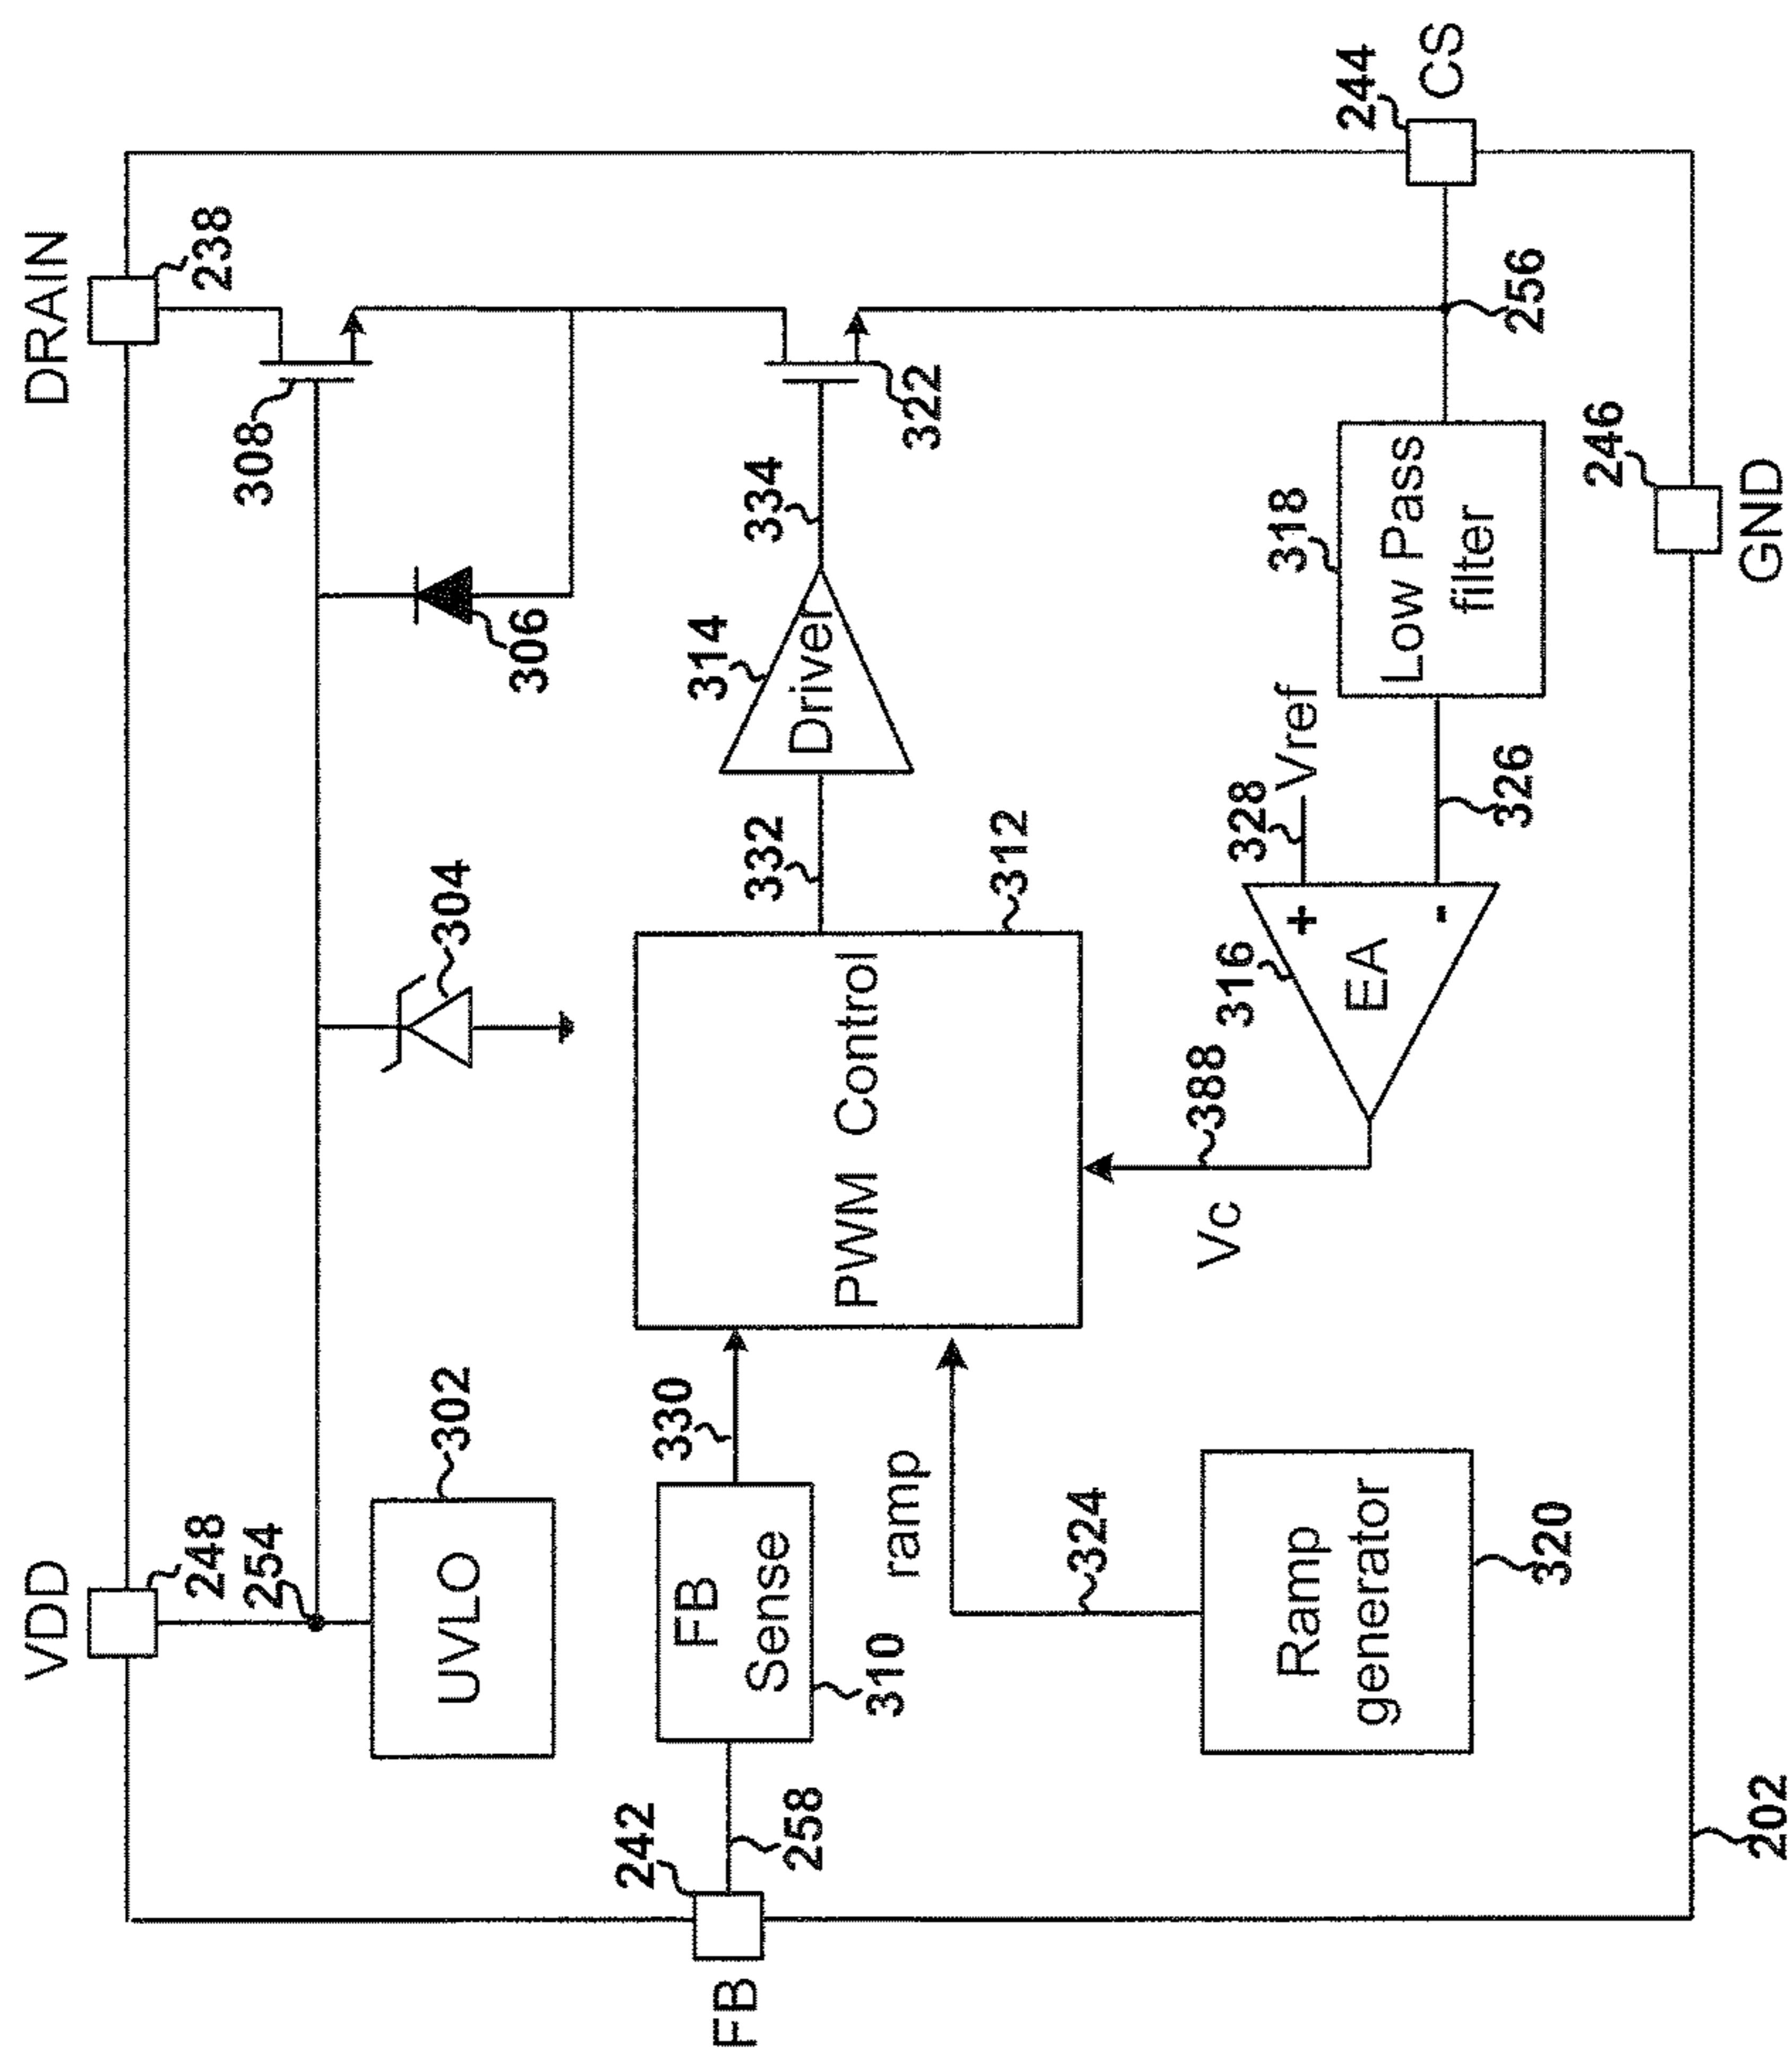 VDD
DRAIN
248
238
254
308
302
304
UVLO
306
FB
242
258
FB
Sense
310
330
PWM Control
312
332
314
Driver
334
322
ramp
324
Ramp
generator
320
Vc
388
316
EA
+
-
328
Vref
326
318
Low Pass
filter
256
244
CS
246
GND
202